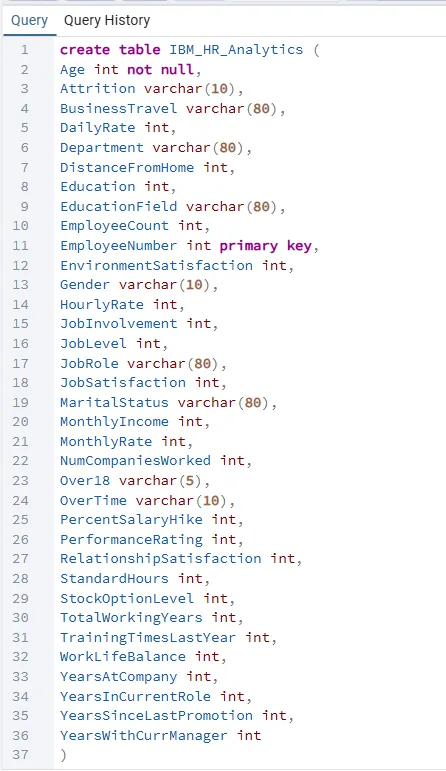 Query Query History
1 create table IBM_HR_Analytics (
2 Age int not null,
3 Attrition varchar(10),
4 BusinessTravel varchar(80),
5 DailyRate int,
6 Department varchar(80),
7 DistanceFromHome int,
8 Education int,
9 EducationField varchar(80),
10 EmployeeCount int,
11 EmployeeNumber int primary key,
12 EnvironmentSatisfaction int,
13 Gender varchar(10),
14 HourlyRate int,
15 JobInvolvement int,
16 JobLevel int,
17 JobRole varchar(80),
18 JobSatisfaction int,
19 MaritalStatus varchar(80),
20 MonthlyIncome int,
21 MonthlyRate int,
22 NumCompaniesWorked int,
23 Over18 varchar(5),
24 OverTime varchar(10),
25 PercentSalaryHike int,
26 PerformanceRating int,
27 RelationshipSatisfaction int,
28 StandardHours int,
29 StockOptionLevel int,
30 TotalWorkingYears int,
31 TrainingTimesLastYear int,
32 WorkLifeBalance int,
33 YearsAtCompany int,
34 YearsInCurrentRole int,
35 YearsSinceLastPromotion int,
36 YearsWithCurrManager int
37 )